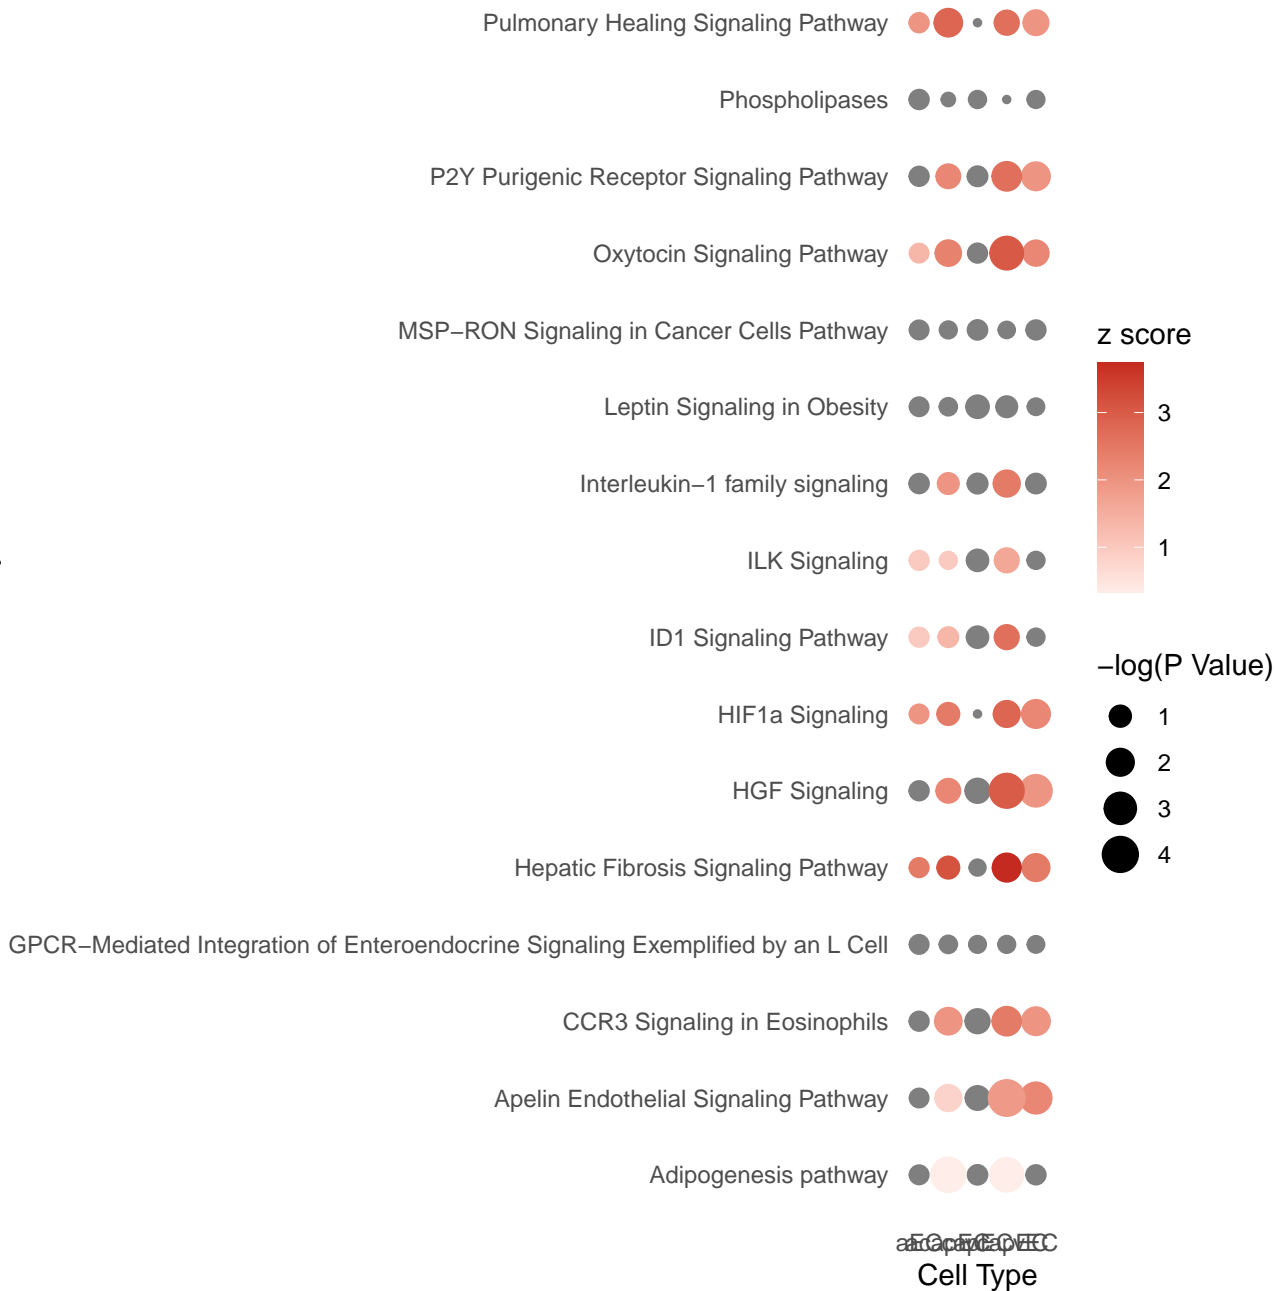 Pulmonary Healing Signaling Pathway
Phospholipases
P2Y Purigenic Receptor Signaling Pathway
Oxytocin Signaling Pathway
MSP−RON Signaling in Cancer Cells Pathway
Leptin Signaling in Obesity
Interleukin−1 family signaling
ILK Signaling
ID1 Signaling Pathway
HIF1a Signaling
HGF Signaling
Hepatic Fibrosis Signaling Pathway
GPCR−Mediated Integration of Enteroendocrine Signaling Exemplified by an L Cell
CCR3 Signaling in Eosinophils
Apelin Endothelial Signaling Pathway
Adipogenesis pathway
Cell Type
z score
3
2
1
−log(P Value)
1
2
3
4